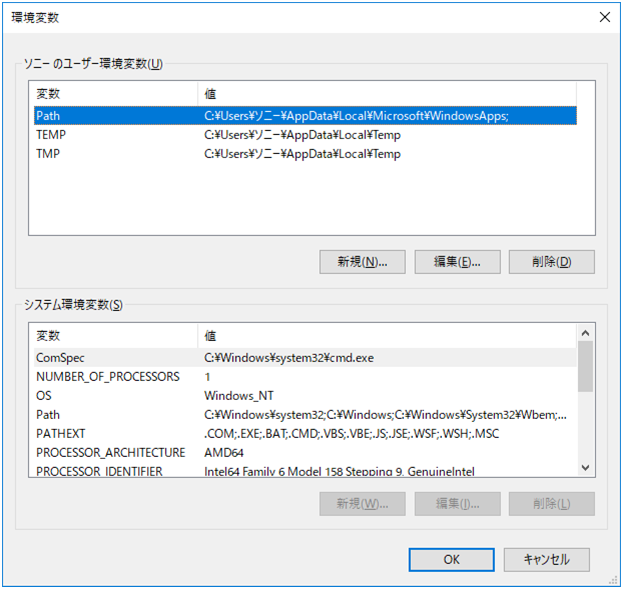 環境変数
ソニー のユーザー環境変数(U)
変数 値
Path C:¥Users¥ソニー¥AppData¥Local¥Microsoft¥WindowsApps;
TEMP C:¥Users¥ソニー¥AppData¥Local¥Temp
TMP C:¥Users¥ソニー¥AppData¥Local¥Temp
新規(N)... 編集(E)... 削除(D)
システム環境変数(S)
変数 値
ComSpec C:¥Windows¥system32¥cmd.exe
NUMBER_OF_PROCESSORS 1
OS Windows_NT
Path C:¥Windows¥system32;C:¥Windows;C:¥Windows¥System32¥Wbem;...
PATHEXT .COM;.EXE;.BAT;.CMD;.VBS;.VBE;.JS;.JSE;.WSF;.WSH;.MSC
PROCESSOR_ARCHITECTURE AMD64
PROCESSOR_IDENTIFIER Intel64 Family 6 Model 158 Stepping 9, GenuineIntel
新規(W)... 編集(I)... 削除(L)
OK キャンセル